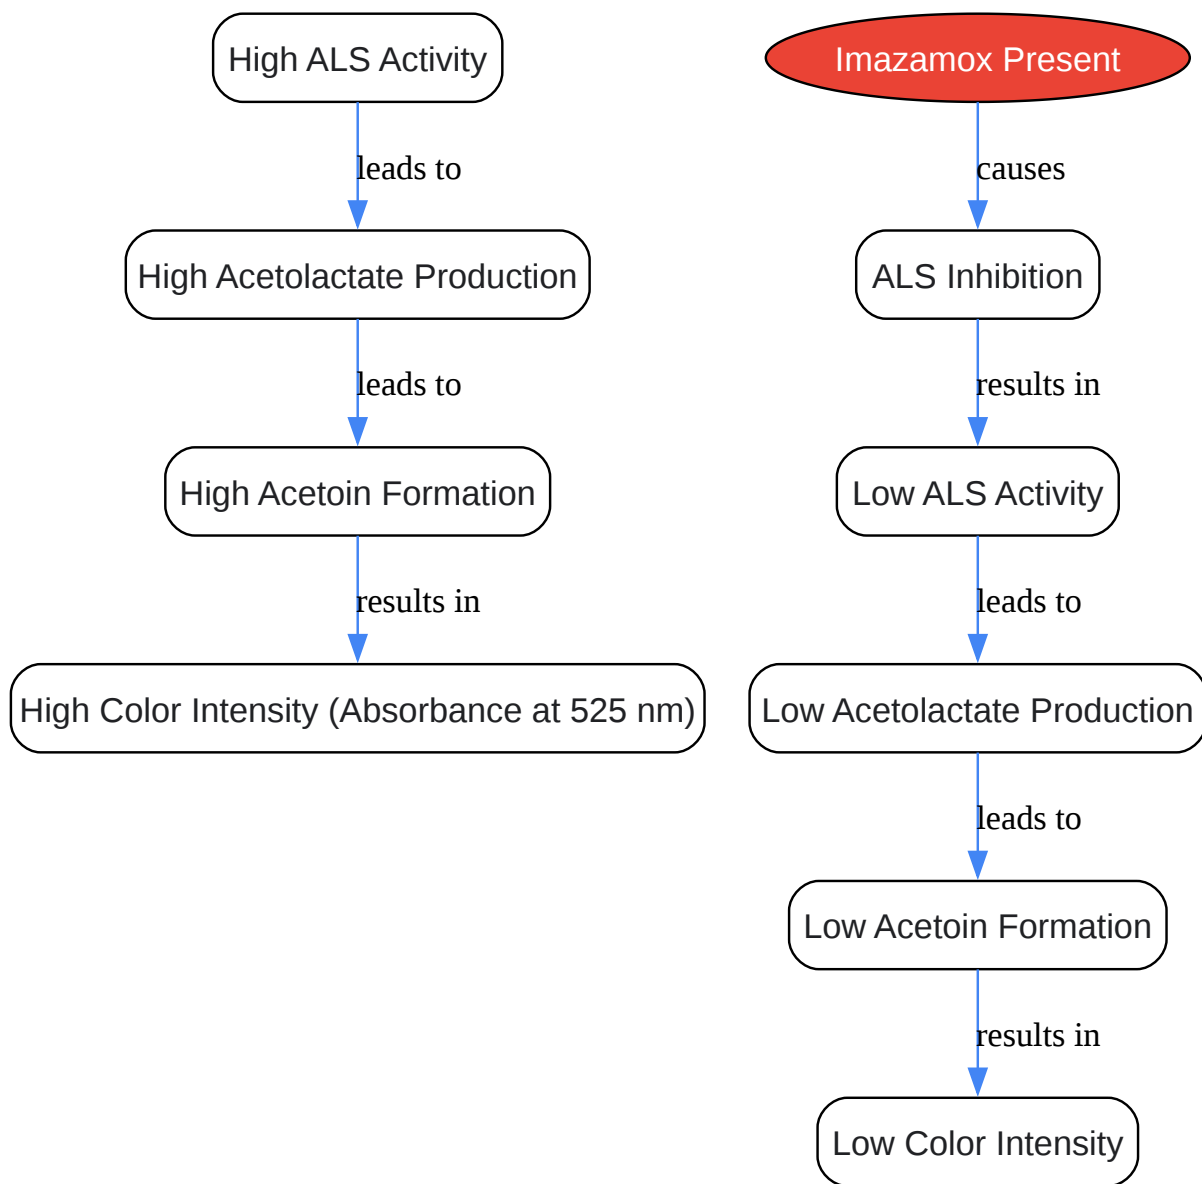 High ALS Activity
leads to
High Acetolactate Production
leads to
High Acetoin Formation
results in
High Color Intensity (Absorbance at 525 nm)
Imazamox Present
causes
ALS Inhibition
results in
Low ALS Activity
leads to
Low Acetolactate Production
leads to
Low Acetoin Formation
results in
Low Color Intensity